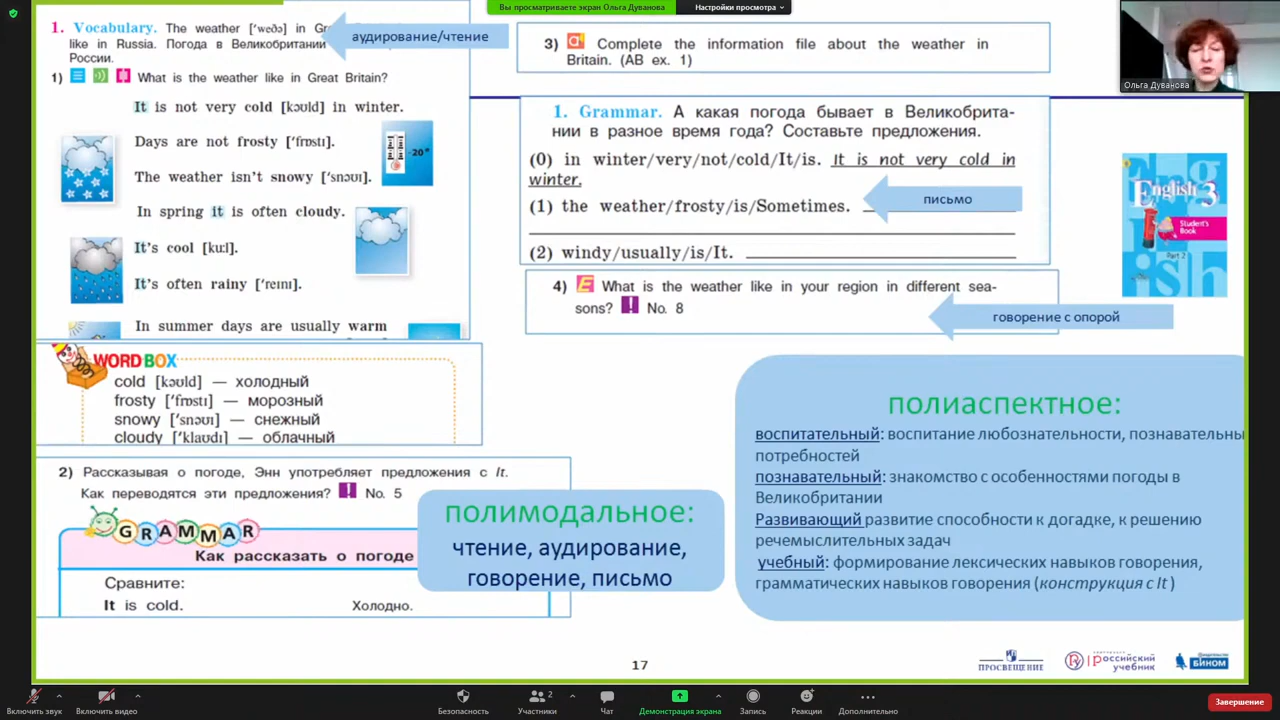 Вы просматриваете экран Ольга Дуванова
Настройки просмотра
Ольга Дуванова
1. Vocabulary. The weather ['weðə] in Gr
like in Russia. Погода в Великобритании
России.
аудирование/чтение
1) What is the weather like in Great Britain?
It is not very cold [kəʊld] in winter.
Days are not frosty ['frɒstɪ].
-20°
The weather isn't snowy ['snəʊɪ].
In spring it is often cloudy.
It's cool [kuːl].
It's often rainy ['reɪnɪ].
In summer days are usually warm
WORD BOX
cold [kəʊld] — холодный
frosty ['frɒstɪ] — морозный
snowy ['snəʊɪ] — снежный
cloudy ['klaʊdɪ] — облачный
2) Рассказывая о погоде, Энн употребляет предложения с It.
Как переводятся эти предложения? No. 5
GRAMMAR
Как рассказать о погоде
Сравните:
It is cold. Холодно.
3) Complete the information file about the weather in
Britain. (AB ex. 1)
1. Grammar. А какая погода бывает в Великобрита-
нии в разное время года? Составьте предложения.
(0) in winter/very/not/cold/It/is. It is not very cold in
winter.
(1) the weather/frosty/is/Sometimes.
письмо
(2) windy/usually/is/It.
4) E What is the weather like in your region in different sea-
sons? No. 8
говорение с опорой
English 3
Student's
Book
Part 2
ish
полимодальное:
чтение, аудирование,
говорение, письмо
полиаспектное:
воспитательный: воспитание любознательности, познавательны
потребностей
познавательный: знакомство с особенностями погоды в
Великобритании
Развивающий развитие способности к догадке, к решению
речемыслительных задач
учебный: формирование лексических навыков говорения,
грамматических навыков говорения (конструкция с It )
17
ПРОСВЕЩЕНИЕ
российский
учебник
БИНОМ
Включить звук
Включить видео
Безопасность
2
Участники
Чат
Демонстрация экрана
Запись
Реакции
Дополнительно
Завершение